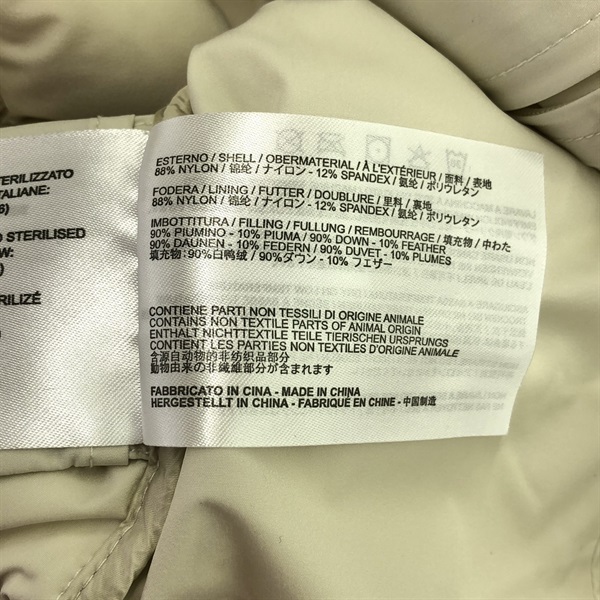 TERILIZZATO
TALIANE:
6)
D STERILISED
W:
)
RILIZÉ
ESTERNO / SHELL / OBERMATERIAL / À L'EXTÉRIEUR / 面料 / 表地
88% NYLON / 锦纶 / ナイロン - 12% SPANDEX / 氨纶 / ポリウレタン
FODERA / LINING / FUTTER / DOUBLURE / 里料 / 裏地
88% NYLON / 锦纶 / ナイロン - 12% SPANDEX / 氨纶 / ポリウレタン
IMBOTTITURA / FILLING / FULLUNG / REMBOURRAGE / 填充物 / 中わた
90% PIUMINO - 10% PIUMA / 90% DOWN - 10% FEATHER
90% DAUNEN - 10% FEDERN / 90% DUVET - 10% PLUMES
填充物: 90%白鸭绒 / 90%ダウン - 10% フェザー
CONTIENE PARTI NON TESSILI DI ORIGINE ANIMALE
CONTAINS NON TEXTILE PARTS OF ANIMAL ORIGIN
ENTHALT NICHTTEXTILE TEILE TIERISCHEN URSPRUNGS
CONTIENT LES PARTIES NON TEXTILES D'ORIGINE ANIMALE
含源自动物的非纺织品部分
動物由来の非繊維部分が含まれます
FABBRICATO IN CINA - MADE IN CHINA
HERGESTELLT IN CHINA - FABRIQUÉ EN CHINE - 中国制造